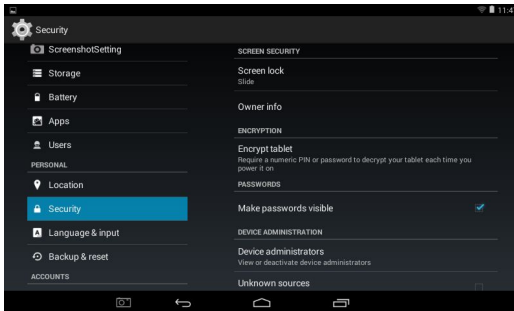 11:4
Security
ScreenshotSetting
Storage
Battery
Apps
Users
PERSONAL
Location
Security
Language & input
Backup & reset
ACCOUNTS
SCREEN SECURITY
Screen lock
Slide
Owner info
ENCRYPTION
Encrypt tablet
Require a numeric PIN or password to decrypt your tablet each time you
power it on
PASSWORDS
Make passwords visible
DEVICE ADMINISTRATION
Device administrators
View or deactivate device administrators
Unknown sources